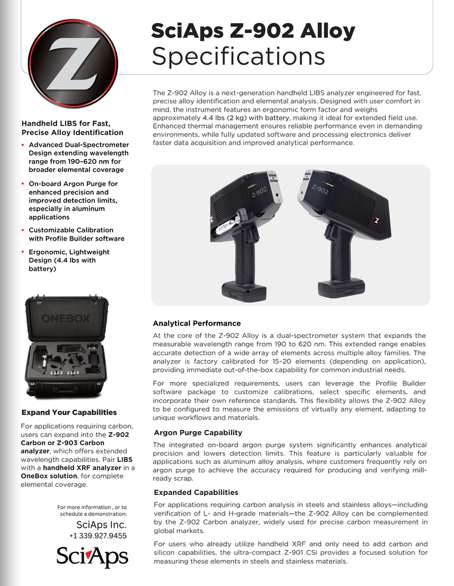 Z
SciAps Z-902 Alloy
Specifications
The Z-902 Alloy is a next-generation handheld LIBS analyzer engineered for fast,
precise alloy identification and elemental analysis. Designed with user comfort in
mind, the instrument features an ergonomic form factor and weighs
approximately 4.4 lbs (2 kg) with battery, making it ideal for extended field use.
Enhanced thermal management ensures reliable performance even in demanding
environments, while fully updated software and processing electronics deliver
faster data acquisition and improved analytical performance.
Handheld LIBS for Fast,
Precise Alloy Identification
• Advanced Dual-Spectrometer
Design extending wavelength
range from 190–620 nm for
broader elemental coverage
• On-board Argon Purge for
enhanced precision and
improved detection limits,
especially in aluminum
applications
• Customizable Calibration
with Profile Builder software
• Ergonomic, Lightweight
Design (4.4 lbs with
battery)
Z-902
Z-902
Z
ONEBOX
Expand Your Capabilities
For applications requiring carbon,
users can expand into the Z-902
Carbon or Z-903 Carbon
analyzer, which offers extended
wavelength capabilities. Pair LIBS
with a handheld XRF analyzer in a
OneBox solution, for complete
elemental coverage.
For more information , or to
schedule a demonstration:
SciAps Inc.
+1 339.927.9455
SciAps
Analytical Performance
At the core of the Z-902 Alloy is a dual-spectrometer system that expands the
measurable wavelength range from 190 to 620 nm. This extended range enables
accurate detection of a wide array of elements across multiple alloy families. The
analyzer is factory calibrated for 15–20 elements (depending on application),
providing immediate out-of-the-box capability for common industrial needs.
For more specialized requirements, users can leverage the Profile Builder
software package to customize calibrations, select specific elements, and
incorporate their own reference standards. This flexibility allows the Z-902 Alloy
to be configured to measure the emissions of virtually any element, adapting to
unique workflows and materials.
Argon Purge Capability
The integrated on-board argon purge system significantly enhances analytical
precision and lowers detection limits. This feature is particularly valuable for
applications such as aluminum alloy analysis, where customers frequently rely on
argon purge to achieve the accuracy required for producing and verifying mill-
ready scrap.
Expanded Capabilities
For applications requiring carbon analysis in steels and stainless alloys—including
verification of L- and H-grade materials—the Z-902 Alloy can be complemented
by the Z-902 Carbon analyzer, widely used for precise carbon measurement in
global markets.
For users who already utilize handheld XRF and only need to add carbon and
silicon capabilities, the ultra-compact Z-901 CSi provides a focused solution for
measuring these elements in steels and stainless materials.